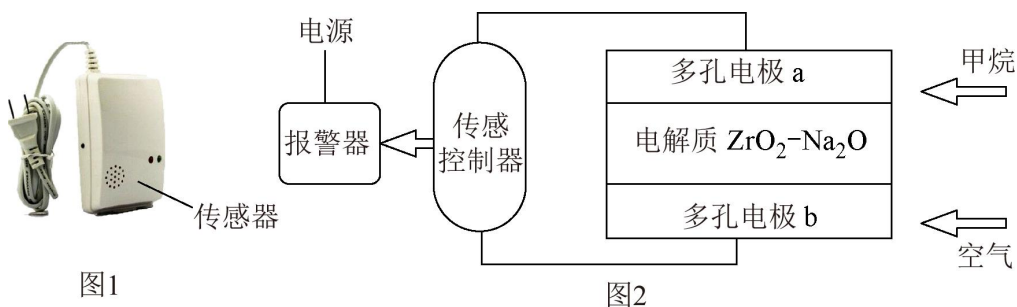 电源
报警器
传感
控制器
多孔电极 a
电解质 ZrO₂-Na₂O
多孔电极 b
甲烷
空气
传感器
图1
图2